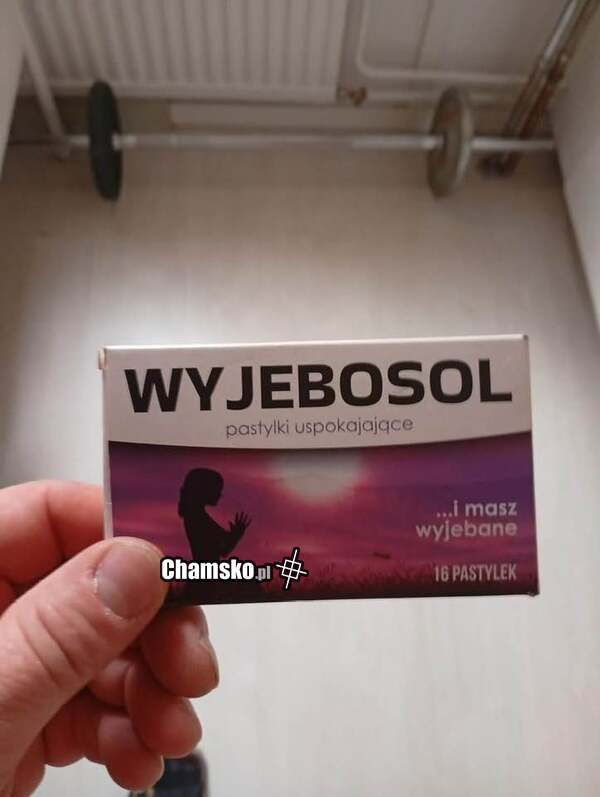 WYJEBOSOL
pastylki uspokajające
...i masz
wyjebane
Chamsko.pl
16 PASTYLEK